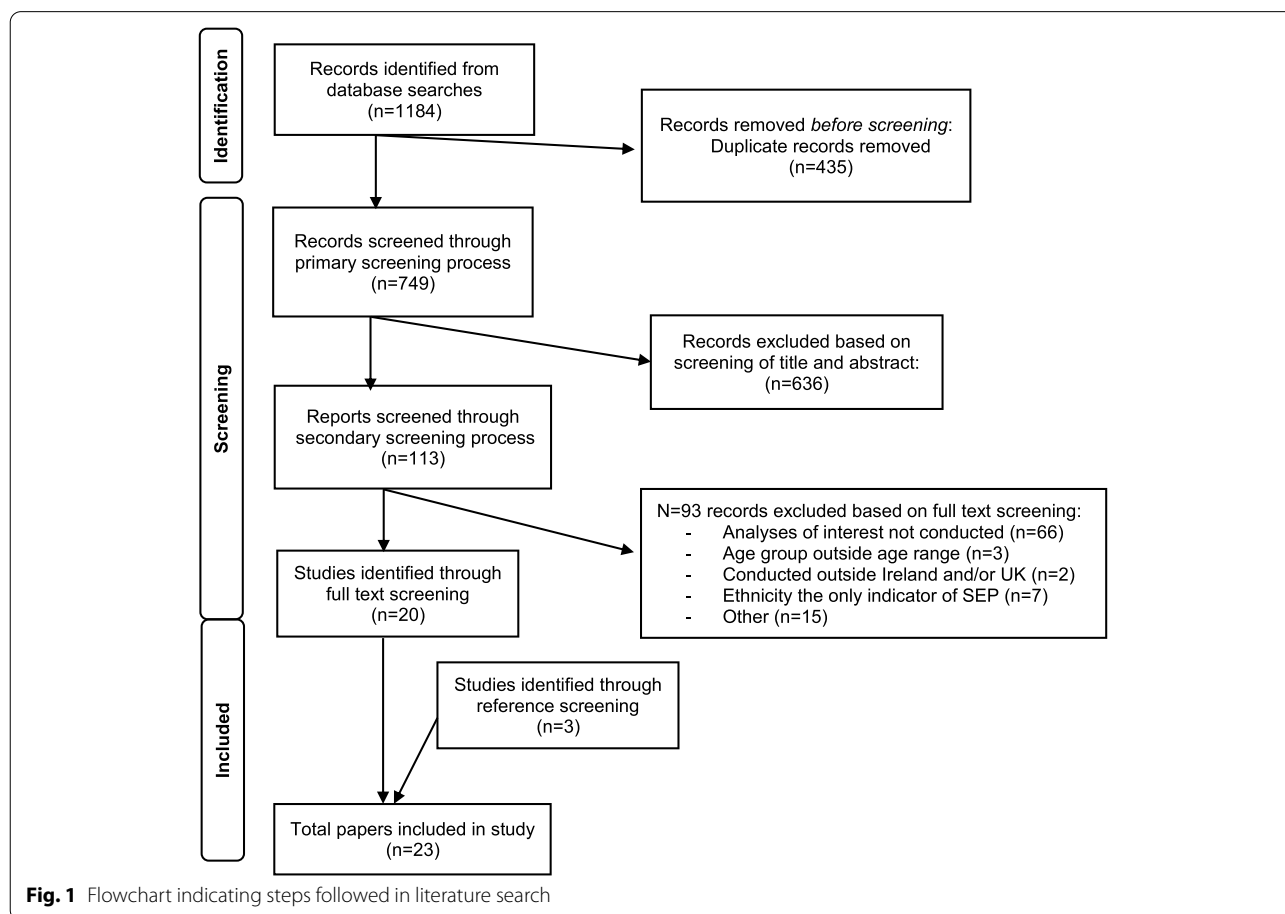 Identification
Records identified from
database searches
(n=1184)
Records removed before screening:
Duplicate records removed
(n=435)
Screening
Records screened through
primary screening process
(n=749)
Records excluded based on
screening of title and abstract:
(n=636)
Reports screened through
secondary screening process
(n=113)
N=93 records excluded based on full text screening:
- Analyses of interest not conducted (n=66)
- Age group outside age range (n=3)
- Conducted outside Ireland and/or UK (n=2)
- Ethnicity the only indicator of SEP (n=7)
- Other (n=15)
Studies identified through
full text screening
(n=20)
Included
Studies identified through
reference screening
(n=3)
Total papers included in study
(n=23)
Fig. 1 Flowchart indicating steps followed in literature search